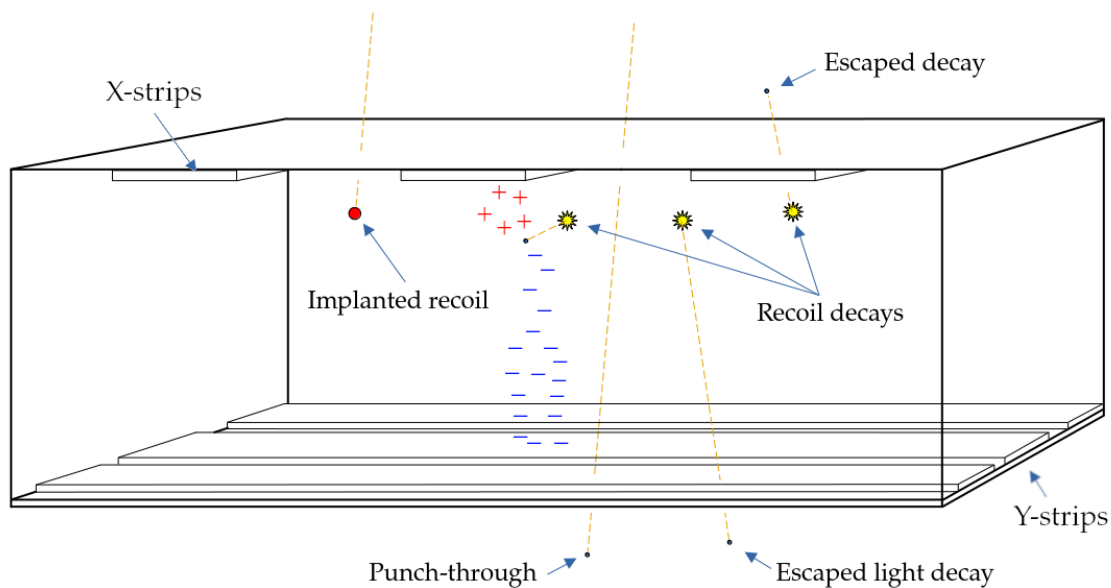 Escaped decay
X-strips
Implanted recoil
Recoil decays
Y-strips
Punch-through
Escaped light decay